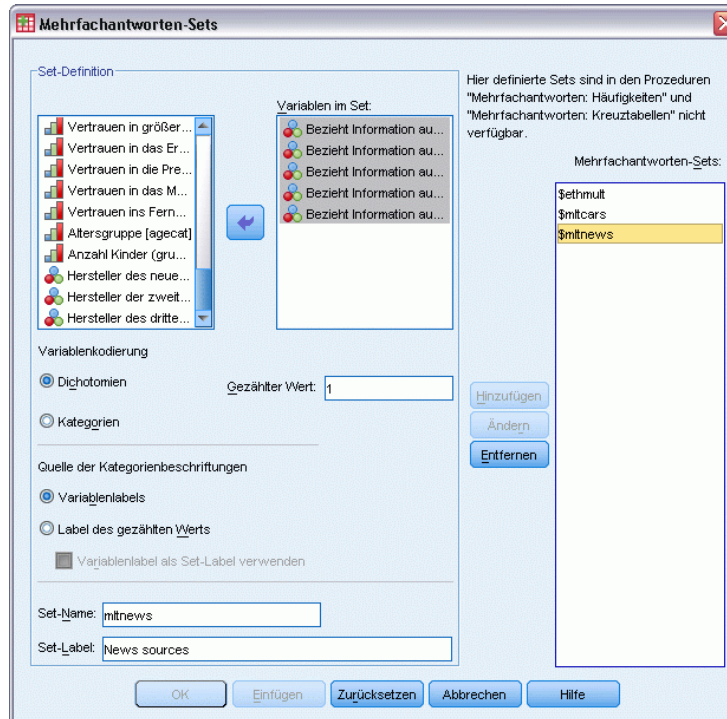 Mehrfachantworten-Sets
Set-Definition
Vertrauen in größer...
Vertrauen in das Er...
Vertrauen in die Pre...
Vertrauen in das M...
Vertrauen ins Fern...
Altersgruppe [agecat]
Anzahl Kinder (gru...
Hersteller des neue...
Hersteller der zweit...
Hersteller des dritte...
Variablen im Set:
Bezieht Information au...
Bezieht Information au...
Bezieht Information au...
Bezieht Information au...
Bezieht Information au...
Variablenkodierung
Dichotomien
Gezählter Wert: 1
Kategorien
Quelle der Kategorienbeschriftungen
Variablenlabels
Label des gezählten Werts
Variablenlabel als Set-Label verwenden
Set-Name: mltnews
Set-Label: News sources
Hier definierte Sets sind in den Prozeduren
"Mehrfachantworten: Häufigkeiten" und
"Mehrfachantworten: Kreuztabellen" nicht
verfügbar.
Mehrfachantworten-Sets:
$ethmult
$mltcars
$mltnews
Hinzufügen
Ändern
Entfernen
OK
Einfügen
Zurücksetzen
Abbrechen
Hilfe